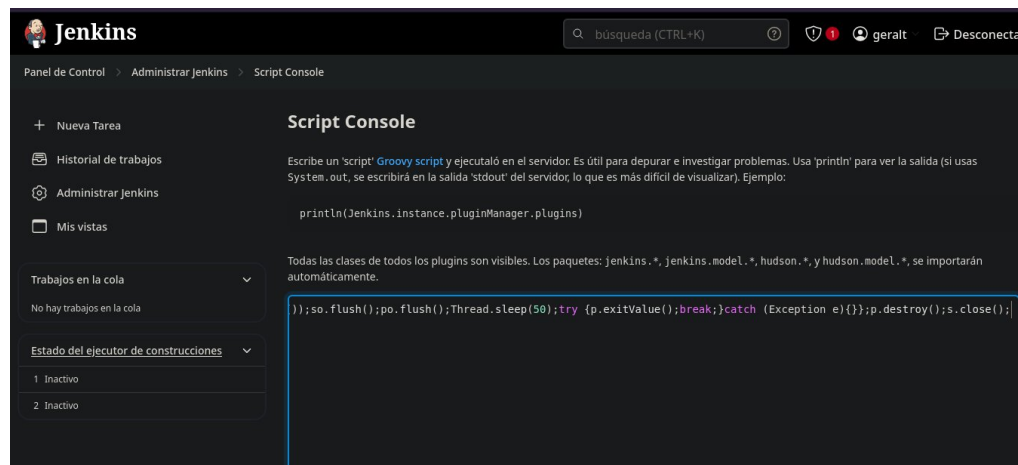 Jenkins
búsqueda (CTRL+K)
1
geralt
Desconecta
Panel de Control > Administrar Jenkins > Script Console
Nueva Tarea
Historial de trabajos
Administrar Jenkins
Mis vistas
Trabajos en la cola
No hay trabajos en la cola
Estado del ejecutor de construcciones
1 Inactivo
2 Inactivo
Script Console
Escribe un 'script' Groovy script y ejecutaló en el servidor. Es útil para depurar e investigar problemas. Usa 'println' para ver la salida (si usas
System.out, se escribirá en la salida 'stdout' del servidor, lo que es más difícil de visualizar). Ejemplo:
println(Jenkins.instance.pluginManager.plugins)
Todas las clases de todos los plugins son visibles. Los paquetes: jenkins.*, jenkins.model.*, hudson.*, y hudson.model.*, se importarán
automáticamente.
));so.flush();po.flush();Thread.sleep(50);try {p.exitValue();break;}catch (Exception e){}};p.destroy();s.close();